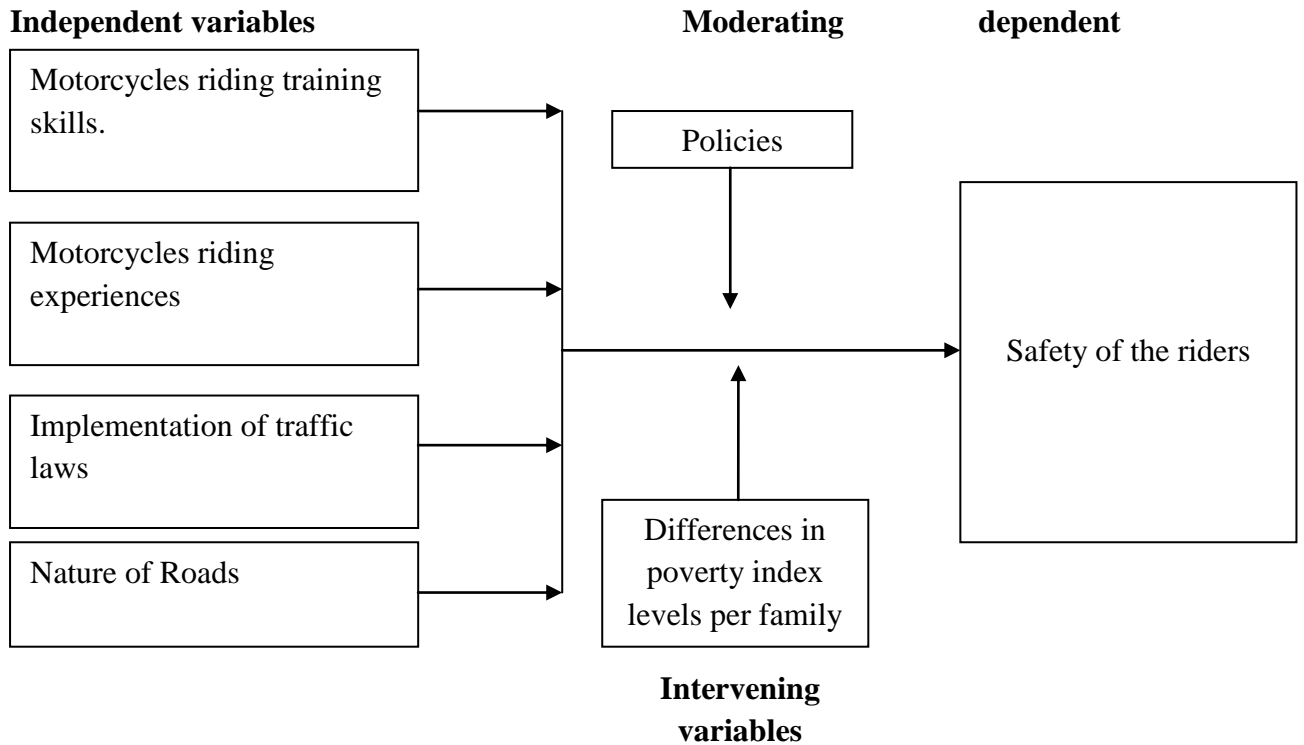 Independent variables
Moderating
dependent
Motorcycles riding training
skills.
Policies
Motorcycles riding
experiences
Safety of the riders
Implementation of traffic
laws
Differences in
poverty index
levels per family
Nature of Roads
Intervening
variables